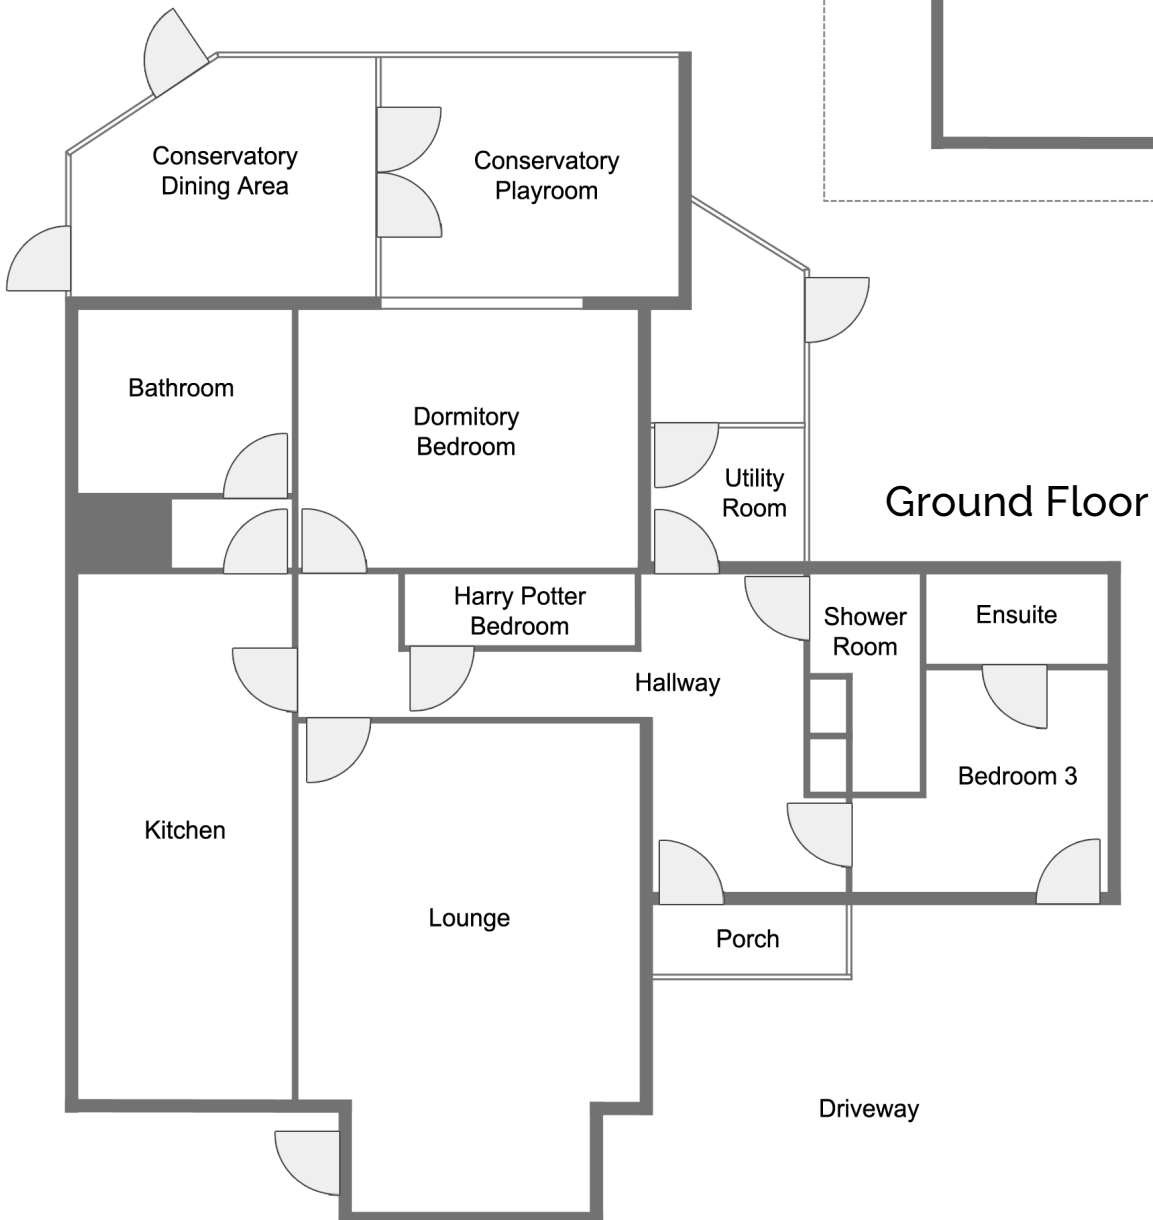 Conservatory
Dining Area
Conservatory
Playroom
Bathroom
Dormitory
Bedroom
Utility
Room
Ground Floor
Harry Potter
Bedroom
Shower
Room
Ensuite
Hallway
Bedroom 3
Kitchen
Lounge
Porch
Driveway